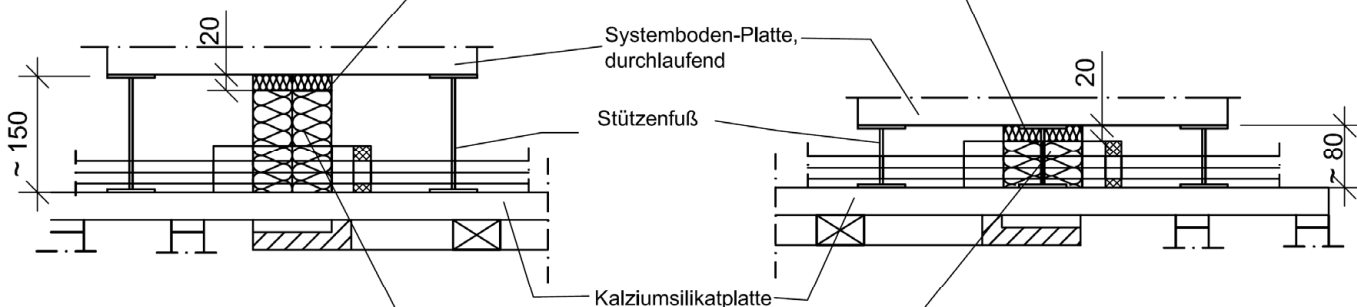 20
Systemboden-Platte,
durchlaufend
20
~ 150
Stützenfuß
~ 80
Kalziumsilikatplatte